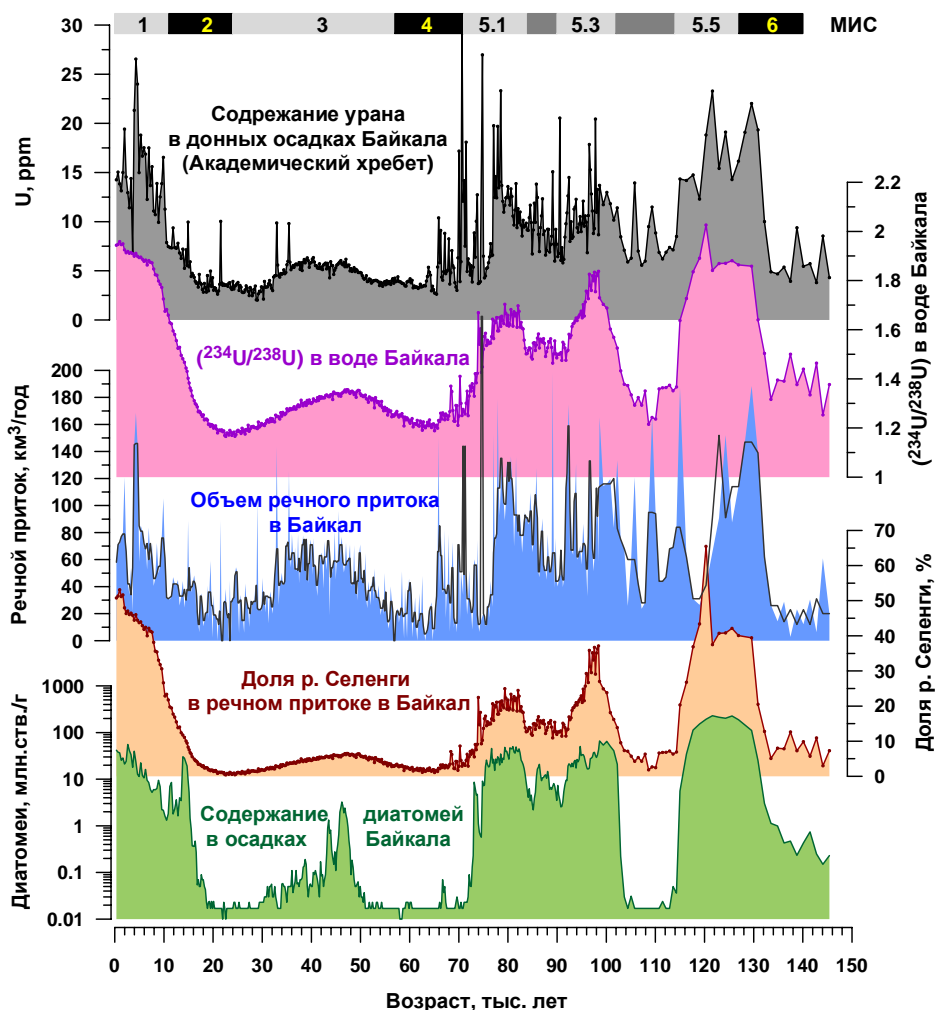 1 2 3 4 5.1 5.3 5.5 6 МИС
30
25
20
15
10
5
0
U, ppm
Содрежание урана
в донных осадках Байкала
(Академический хребет)
2.2
2
1.8
1.6
1.4
1.2
1
(234U/238U) в воде Байкала
(234U/238U) в воде Байкала
200
180
160
140
120
100
80
60
40
20
0
Речной приток, км3/год
Объем речного притока
в Байкал
70
60
50
40
30
20
10
0
Доля р. Селенги, %
Доля р. Селенги
в речном притоке в Байкал
1000
100
10
1
0.1
0.01
Диатомеи, млн.ств./г
Содержание диатомей
в осадках Байкала
0 10 20 30 40 50 60 70 80 90 100 110 120 130 140 150
Возраст, тыс. лет